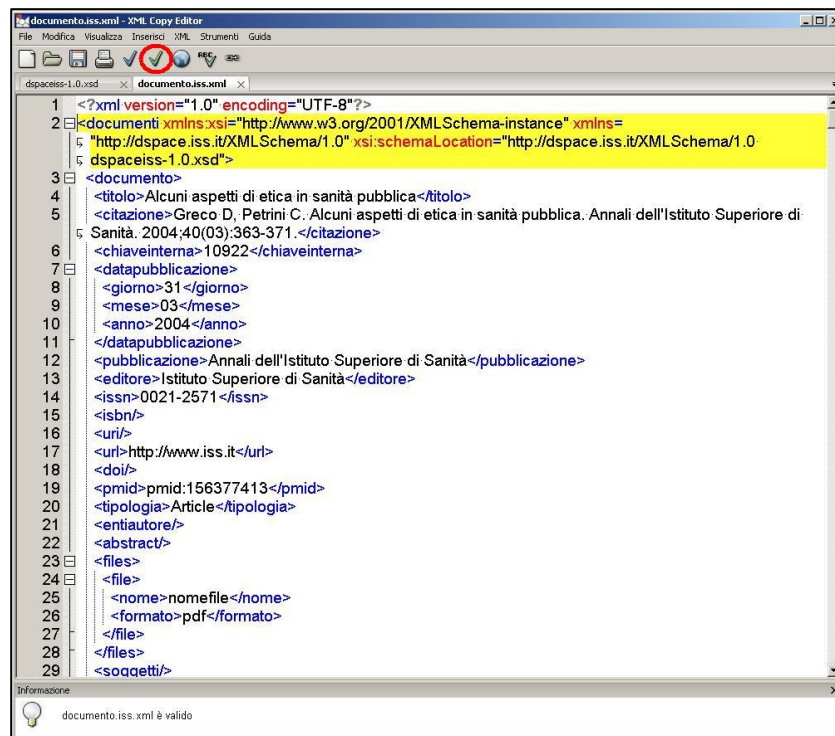 documento.iss.xml - XML Copy Editor
File Modifica Visualizza Inserisci XML Strumenti Guida
ABC
dspaceiss-1.0.xsd documento.iss.xml
1 <?xml version="1.0" encoding="UTF-8"?>
2 <documenti xmlns:xsi="http://www.w3.org/2001/XMLSchema-instance" xmlns=
"http://dspace.iss.it/XMLSchema/1.0" xsi:schemaLocation="http://dspace.iss.it/XMLSchema/1.0
dspaceiss-1.0.xsd">
3 <documento>
4 <titolo>Alcuni aspetti di etica in sanità pubblica</titolo>
5 <citazione>Greco D, Petrini C. Alcuni aspetti di etica in sanità pubblica. Annali dell'Istituto Superiore di
Sanità. 2004;40(03):363-371.</citazione>
6 <chiaveinterna>10922</chiaveinterna>
7 <datapubblicazione>
8 <giorno>31</giorno>
9 <mese>03</mese>
10 <anno>2004</anno>
11 </datapubblicazione>
12 <pubblicazione>Annali dell'Istituto Superiore di Sanità</pubblicazione>
13 <editore>Istituto Superiore di Sanità</editore>
14 <issn>0021-2571</issn>
15 <isbn/>
16 <uri/>
17 <url>http://www.iss.it</url>
18 <doi/>
19 <pmid>pmid:156377413</pmid>
20 <tipologia>Article</tipologia>
21 <entiautore/>
22 <abstract/>
23 <files>
24 <file>
25 <nome>nomefile</nome>
26 <formato>pdf</formato>
27 </file>
28 </files>
29 <soggetti/>
Informazione
documento.iss.xml è valido